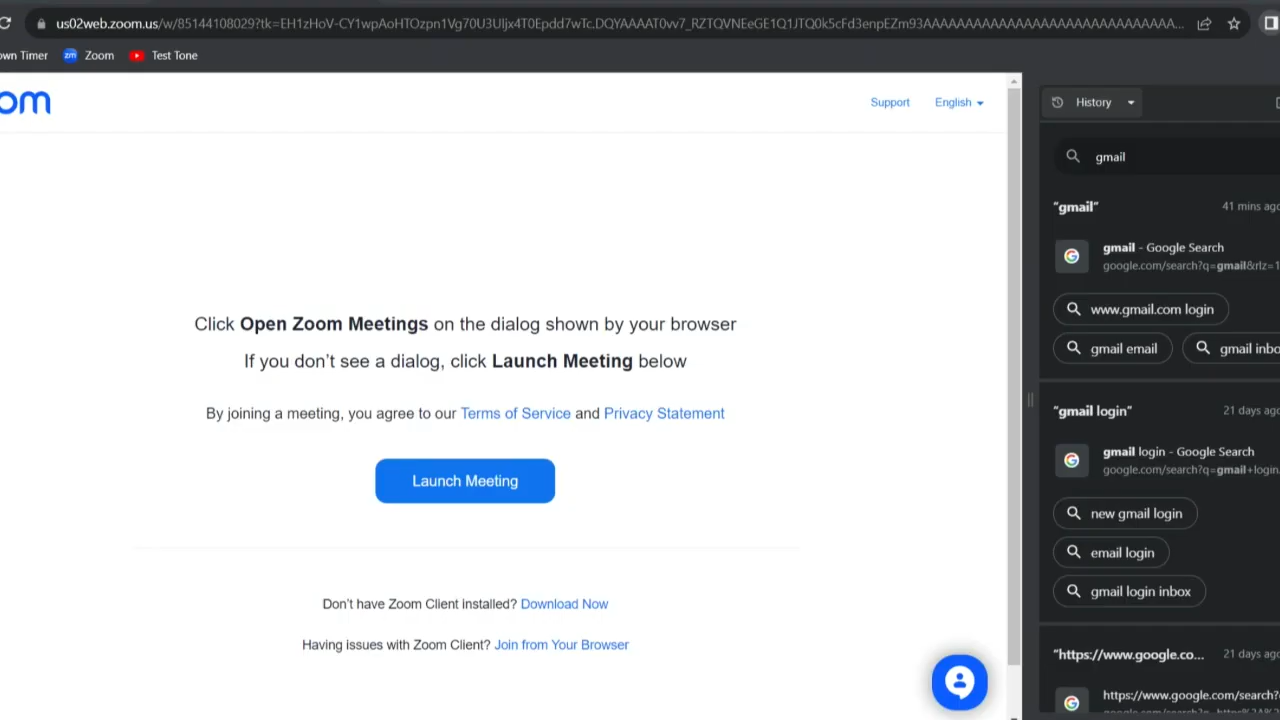 us02web.zoom.us/w/85144108029?tk=EH1zHoV-CY1wpAoHTOzpn1Vg70U3Uljx4T0Epdd7wTc.DQYAAAAT0vv7_RZTQVNEeGE1Q1JTQ0k5cFd3enpEZm93AAAAAAAAAAAAAAAAAAAAAAAAAAAAAA...
own Timer
zm Zoom
Test Tone
om
Support
English
Click Open Zoom Meetings on the dialog shown by your browser
If you don't see a dialog, click Launch Meeting below
By joining a meeting, you agree to our Terms of Service and Privacy Statement
Launch Meeting
Don't have Zoom Client installed? Download Now
Having issues with Zoom Client? Join from Your Browser
History
gmail
"gmail"
41 mins ago
gmail - Google Search
google.com/search?q=gmail&rlz=1
www.gmail.com login
gmail email
gmail inbo
"gmail login"
21 days ago
gmail login - Google Search
google.com/search?q=gmail+login
new gmail login
email login
gmail login inbox
"https://www.google.co...
21 days ago
https://www.google.com/search?